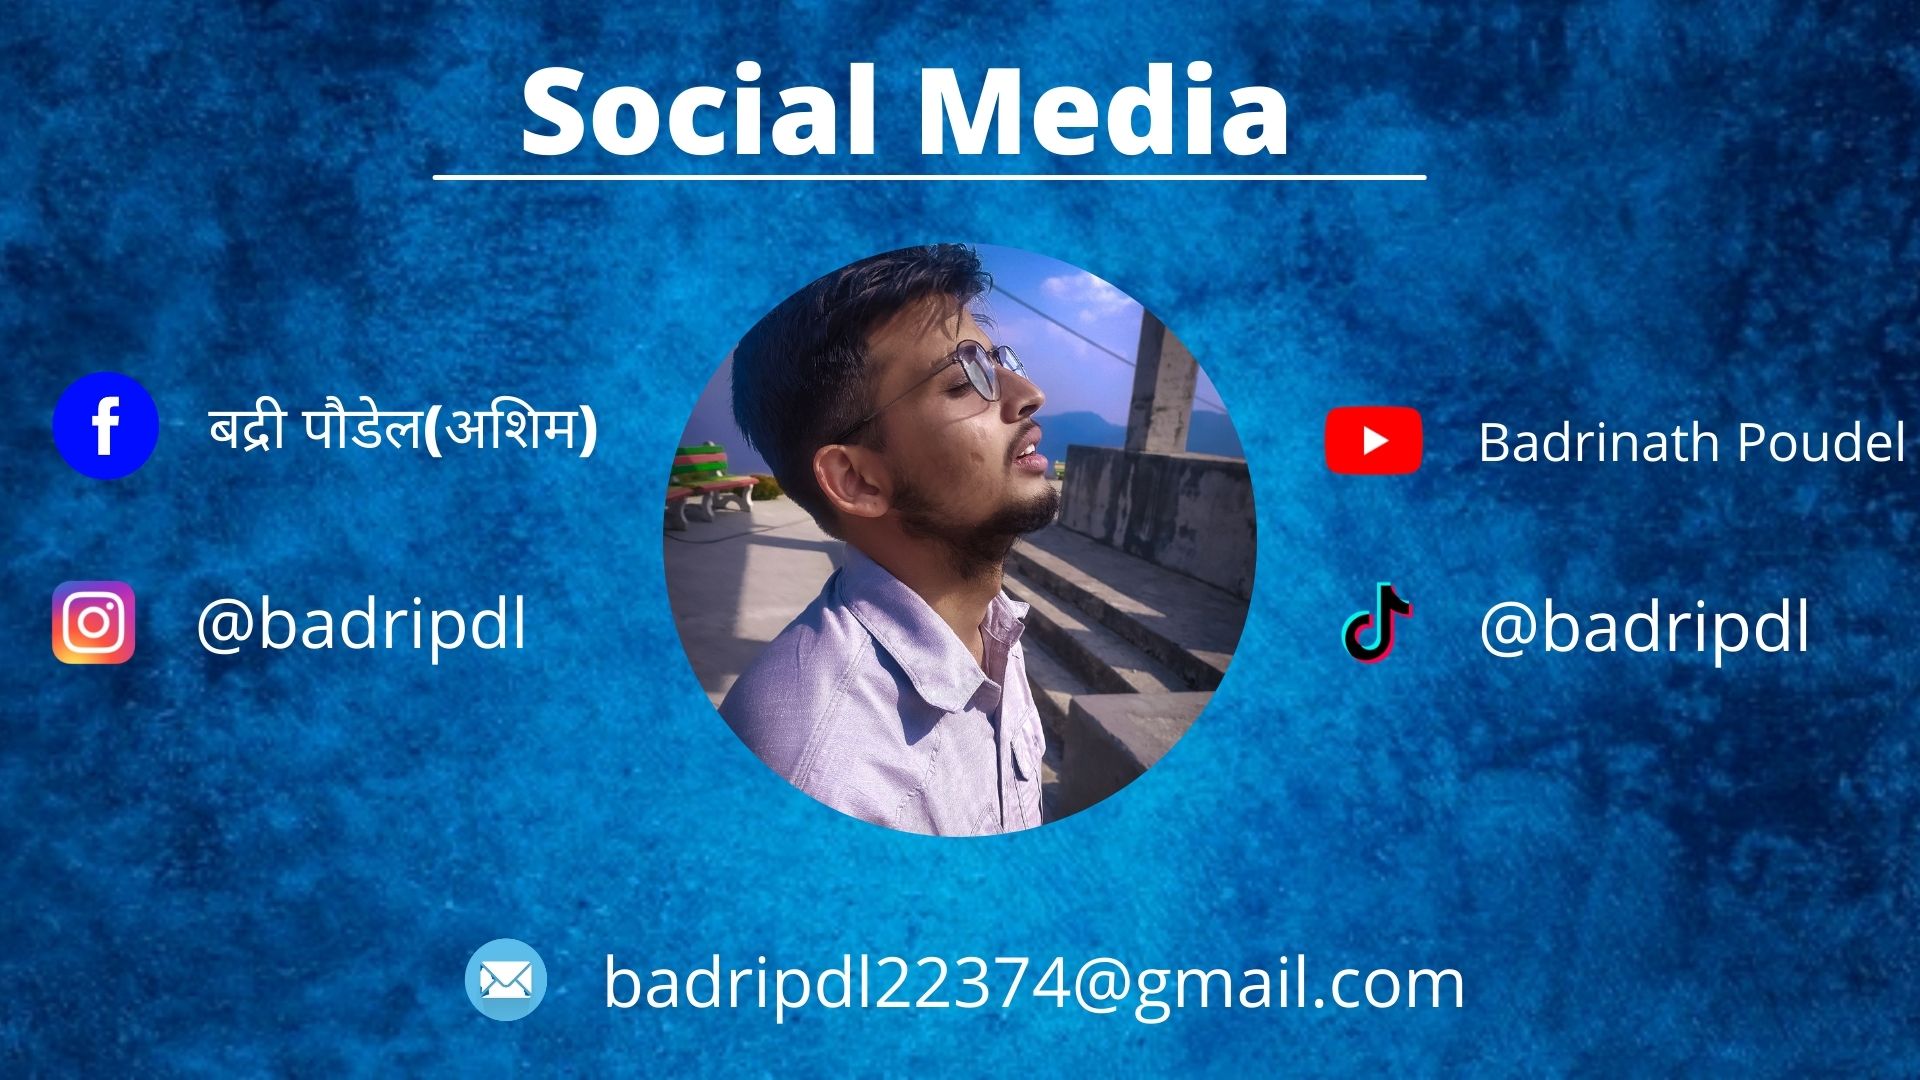 Social Media
बद्री पौडेल(अशिम)
Badrinath Poudel
@badripdl
@badripdl
badripdl22374@gmail.com